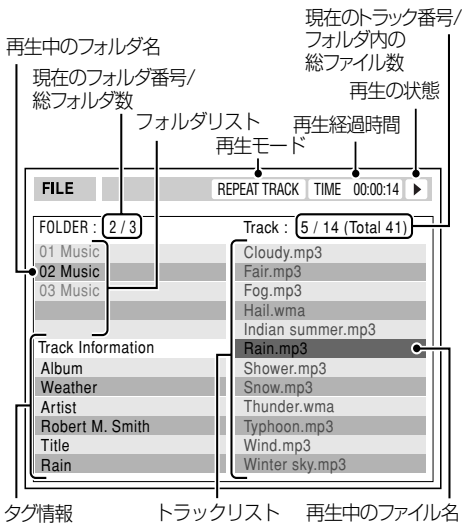 現在のトラック番号/
フォルダ内の
総ファイル数
再生中のフォルダ名
現在のフォルダ番号/
総フォルダ数
再生の状態
フォルダリスト
再生経過時間
再生モード
FILE
REPEAT TRACK
TIME 00:00:14
FOLDER : 2 / 3
Track : 5 / 14 (Total 41)
01 Music
02 Music
03 Music
Cloudy.mp3
Fair.mp3
Fog.mp3
Hail.wma
Indian summer.mp3
Rain.mp3
Shower.mp3
Snow.mp3
Thunder.wma
Typhoon.mp3
Wind.mp3
Winter sky.mp3
Track Information
Album
Weather
Artist
Robert M. Smith
Title
Rain
タグ情報
トラックリスト
再生中のファイル名